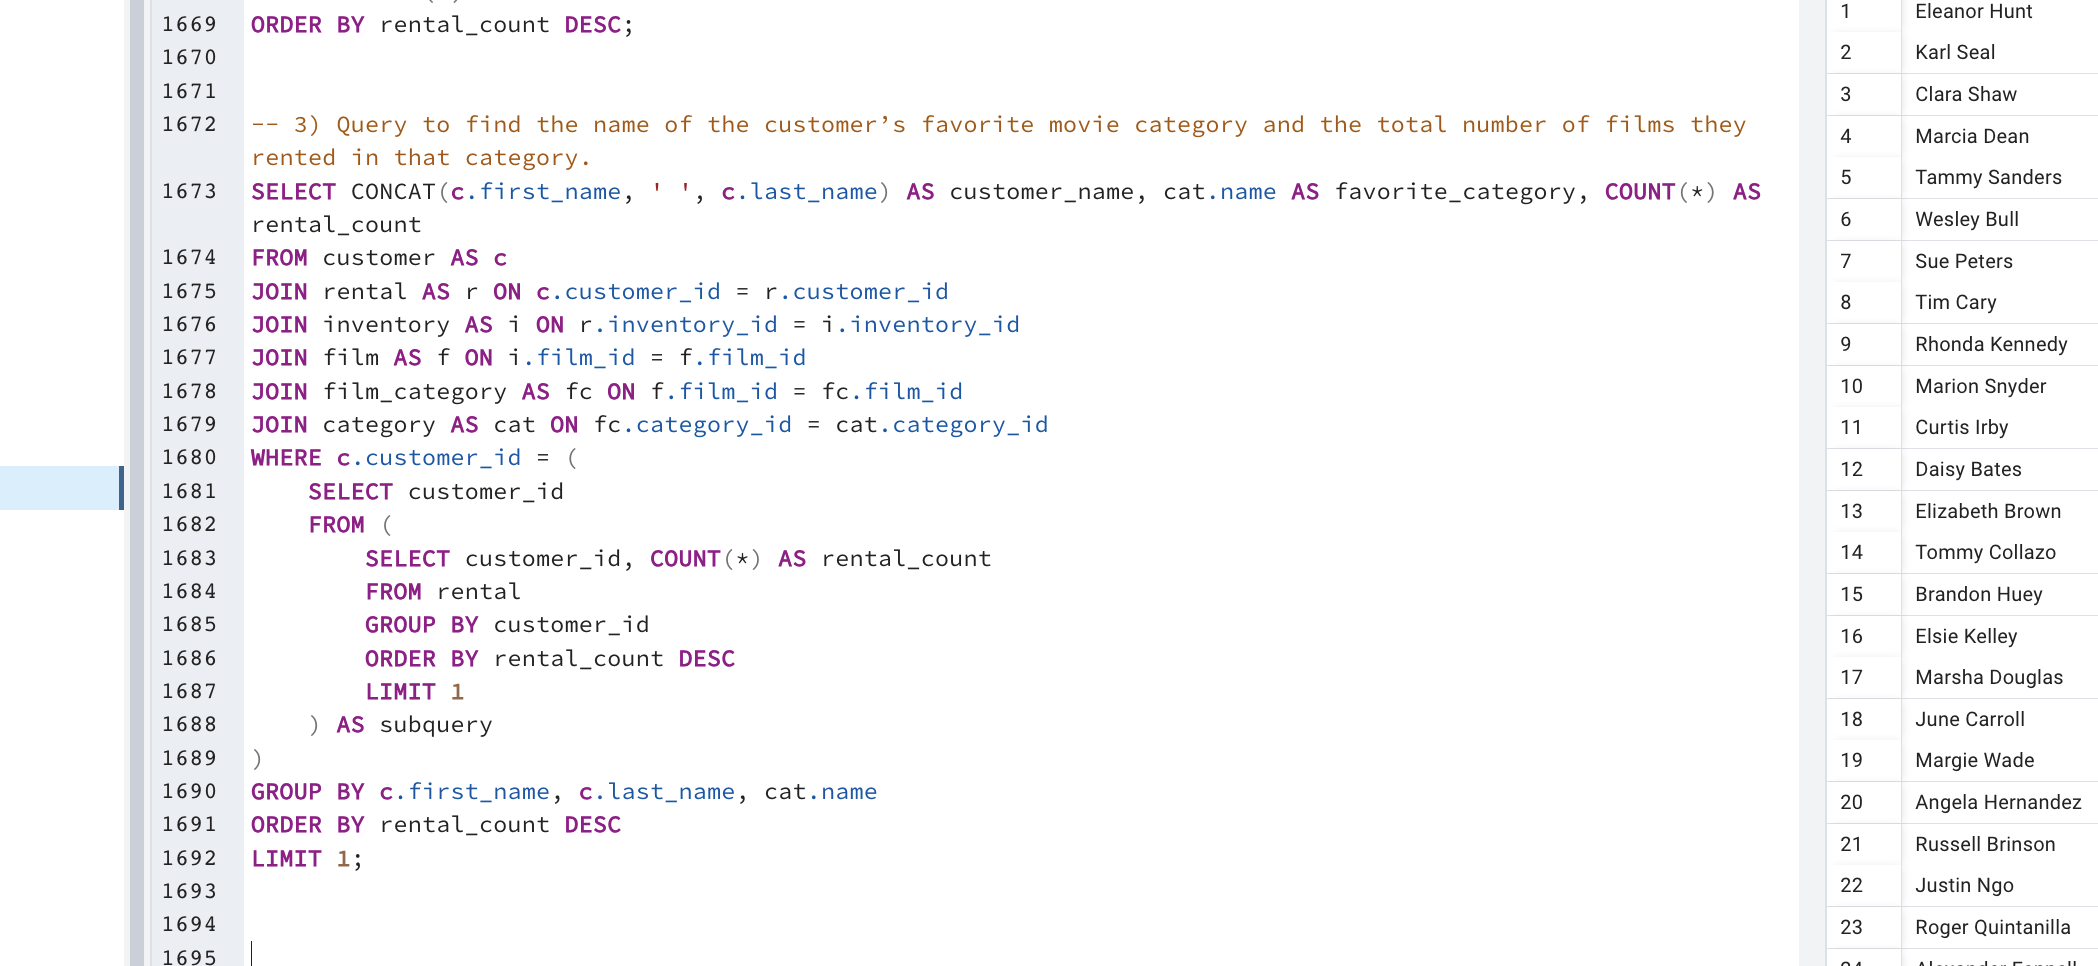 1669 ORDER BY rental_count DESC;
1670
1671
1672 -- 3) Query to find the name of the customer’s favorite movie category and the total number of films they
rented in that category.
1673 SELECT CONCAT(c.first_name, ' ', c.last_name) AS customer_name, cat.name AS favorite_category, COUNT(*) AS
rental_count
1674 FROM customer AS c
1675 JOIN rental AS r ON c.customer_id = r.customer_id
1676 JOIN inventory AS i ON r.inventory_id = i.inventory_id
1677 JOIN film AS f ON i.film_id = f.film_id
1678 JOIN film_category AS fc ON f.film_id = fc.film_id
1679 JOIN category AS cat ON fc.category_id = cat.category_id
1680 WHERE c.customer_id = (
1681     SELECT customer_id
1682     FROM (
1683         SELECT customer_id, COUNT(*) AS rental_count
1684         FROM rental
1685         GROUP BY customer_id
1686         ORDER BY rental_count DESC
1687         LIMIT 1
1688     ) AS subquery
1689 )
1690 GROUP BY c.first_name, c.last_name, cat.name
1691 ORDER BY rental_count DESC
1692 LIMIT 1;
1693
1694
1695
1 Eleanor Hunt
2 Karl Seal
3 Clara Shaw
4 Marcia Dean
5 Tammy Sanders
6 Wesley Bull
7 Sue Peters
8 Tim Cary
9 Rhonda Kennedy
10 Marion Snyder
11 Curtis Irby
12 Daisy Bates
13 Elizabeth Brown
14 Tommy Collazo
15 Brandon Huey
16 Elsie Kelley
17 Marsha Douglas
18 June Carroll
19 Margie Wade
20 Angela Hernandez
21 Russell Brinson
22 Justin Ngo
23 Roger Quintanilla